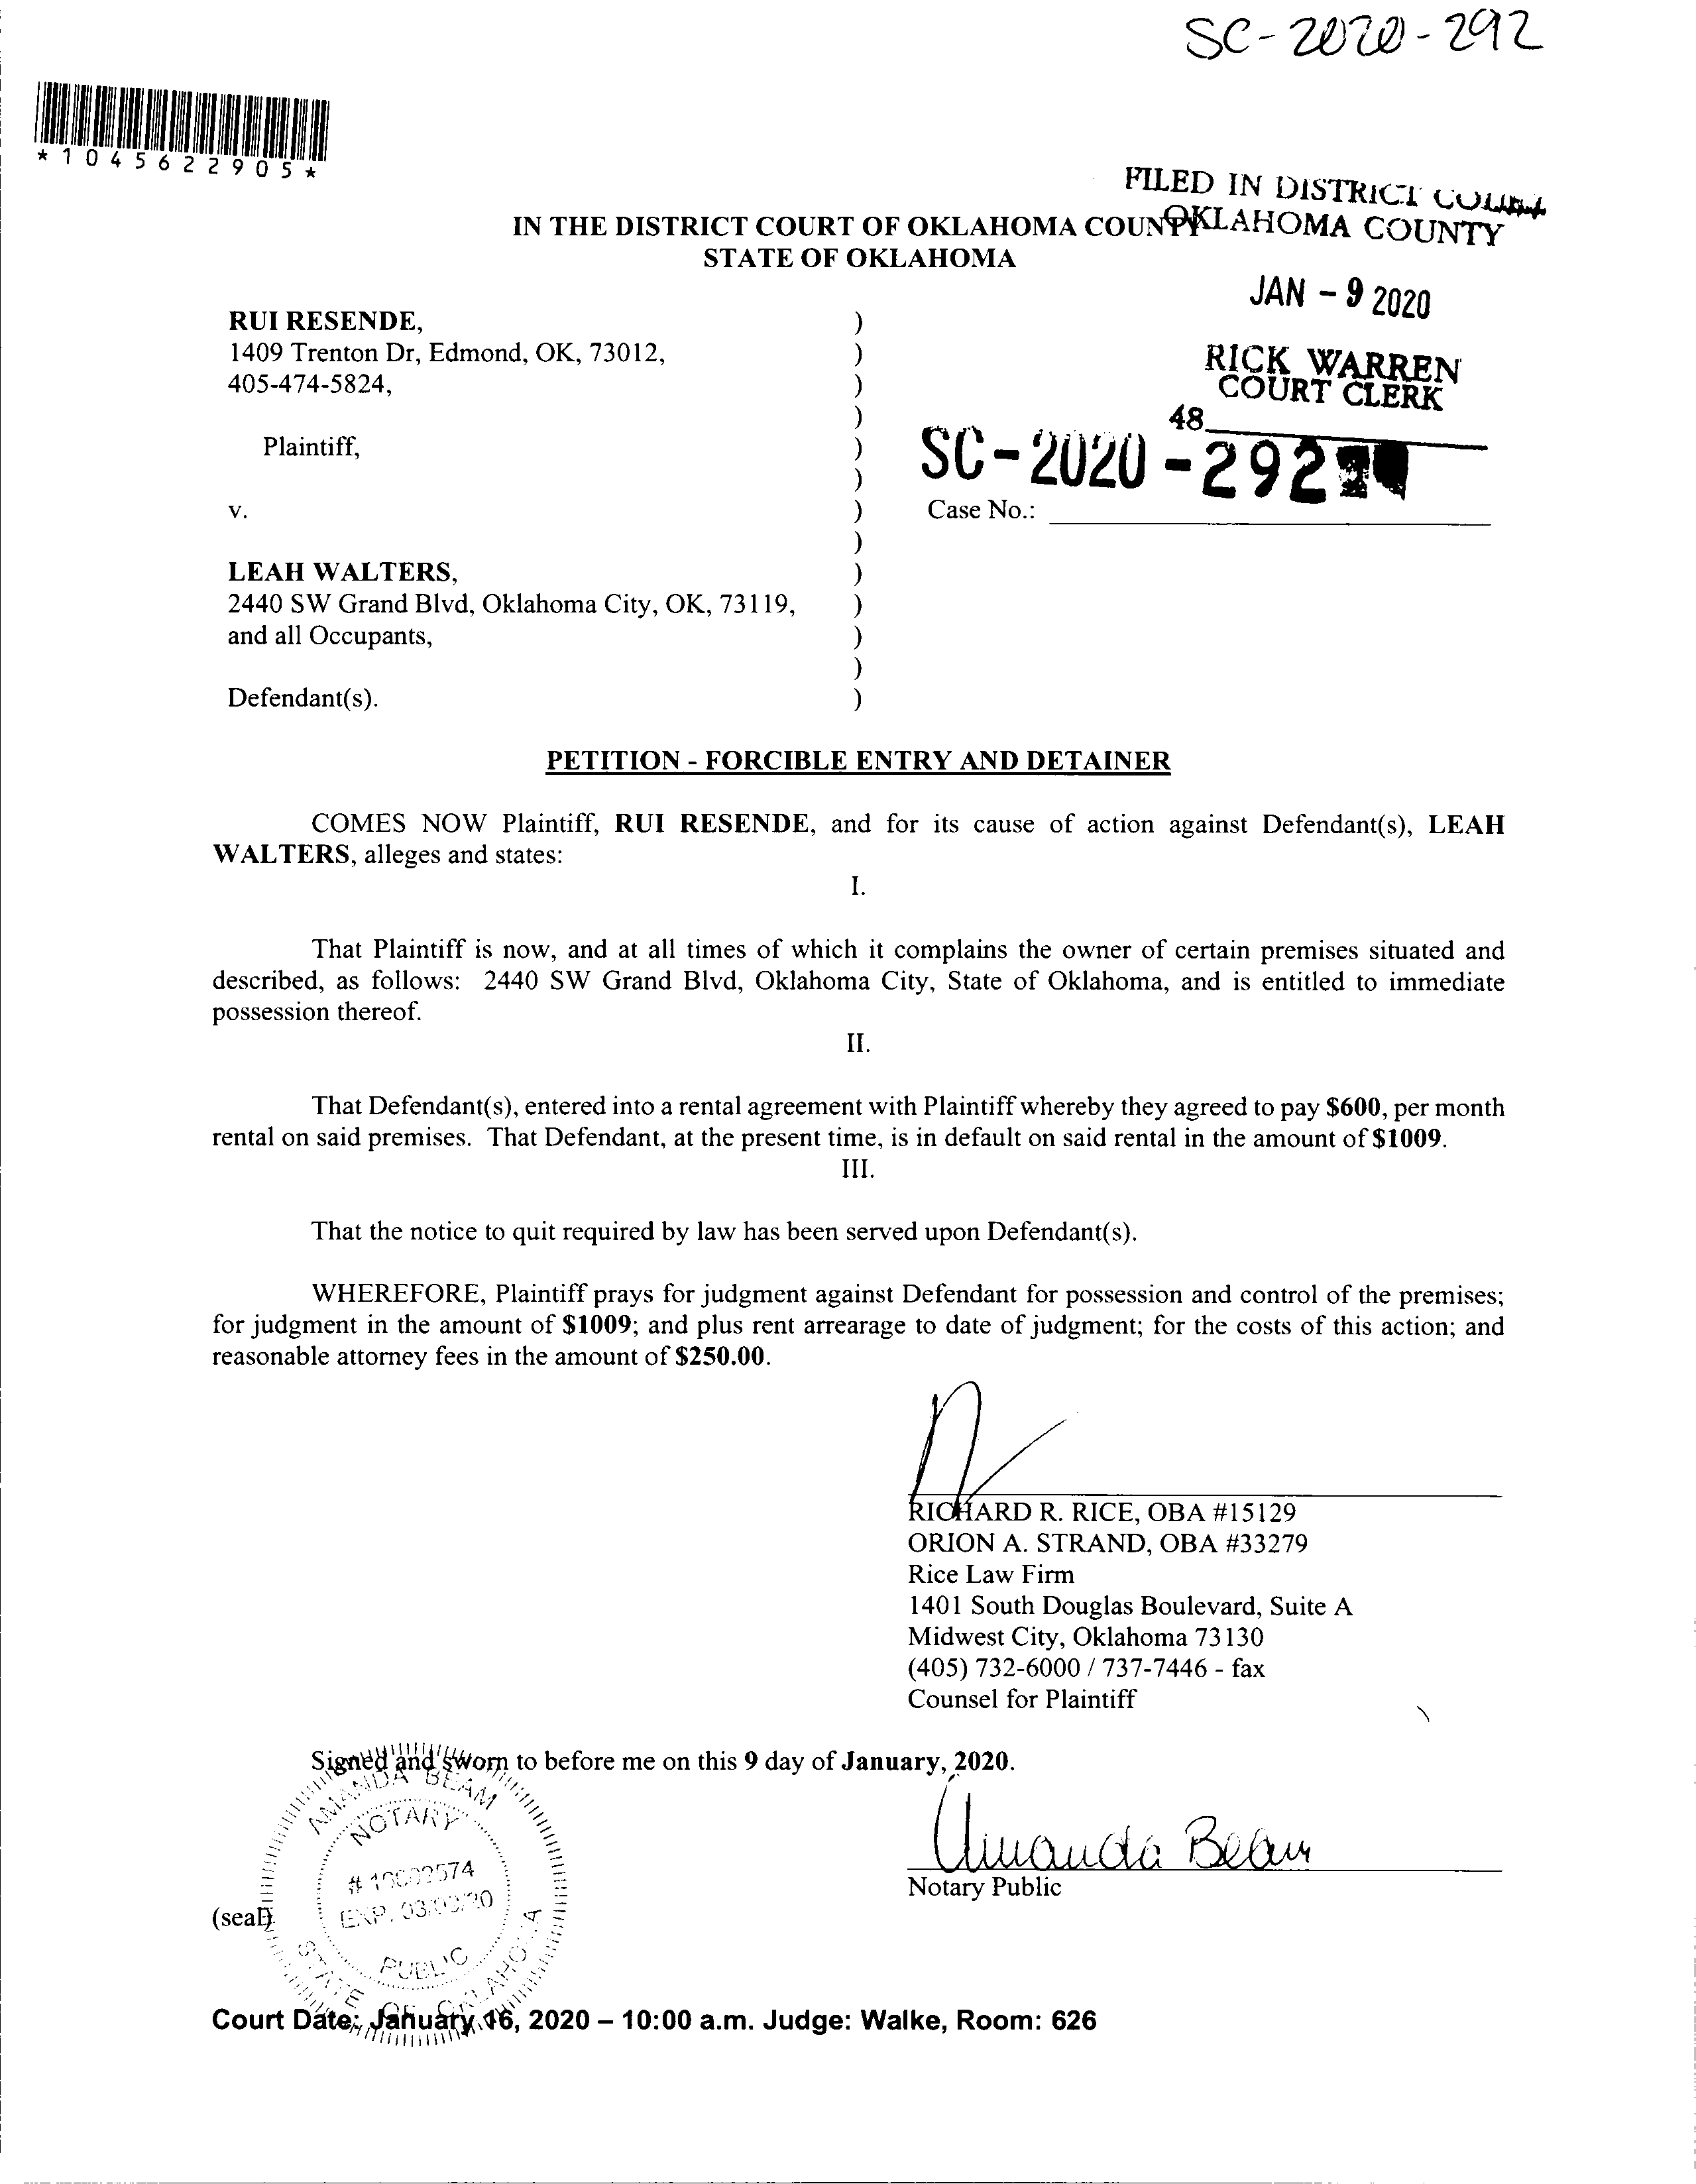 SC-2020-292
*1045622905*
FILED IN DISTRICT COURT
OKLAHOMA COUNTY
IN THE DISTRICT COURT OF OKLAHOMA COUNTY
STATE OF OKLAHOMA
JAN - 9 2020
RICK WARREN
COURT CLERK
48
RUI RESENDE, )
1409 Trenton Dr, Edmond, OK, 73012, )
405-474-5824, )
)
Plaintiff, )
)
SC-2020-292
v. ) Case No.:
)
LEAH WALTERS, )
2440 SW Grand Blvd, Oklahoma City, OK, 73119, )
and all Occupants, )
)
Defendant(s). )
PETITION - FORCIBLE ENTRY AND DETAINER
COMES NOW Plaintiff, RUI RESENDE, and for its cause of action against Defendant(s), LEAH
WALTERS, alleges and states:
I.
That Plaintiff is now, and at all times of which it complains the owner of certain premises situated and
described, as follows: 2440 SW Grand Blvd, Oklahoma City, State of Oklahoma, and is entitled to immediate
possession thereof.
II.
That Defendant(s), entered into a rental agreement with Plaintiff whereby they agreed to pay $600, per month
rental on said premises. That Defendant, at the present time, is in default on said rental in the amount of $1009.
III.
That the notice to quit required by law has been served upon Defendant(s).
WHEREFORE, Plaintiff prays for judgment against Defendant for possession and control of the premises;
for judgment in the amount of $1009; and plus rent arrearage to date of judgment; for the costs of this action; and
reasonable attorney fees in the amount of $250.00.
RICHARD R. RICE, OBA #15129
ORION A. STRAND, OBA #33279
Rice Law Firm
1401 South Douglas Boulevard, Suite A
Midwest City, Oklahoma 73130
(405) 732-6000 / 737-7446 - fax
Counsel for Plaintiff
Signed and sworn to before me on this 9 day of January, 2020.
AMANDA BEAM
NOTARY
EXP.
PUBLIC
STATE OF OKLAHOMA
Amanda Beam
Notary Public
(seal)
Court Date: January 16, 2020 – 10:00 a.m. Judge: Walke, Room: 626